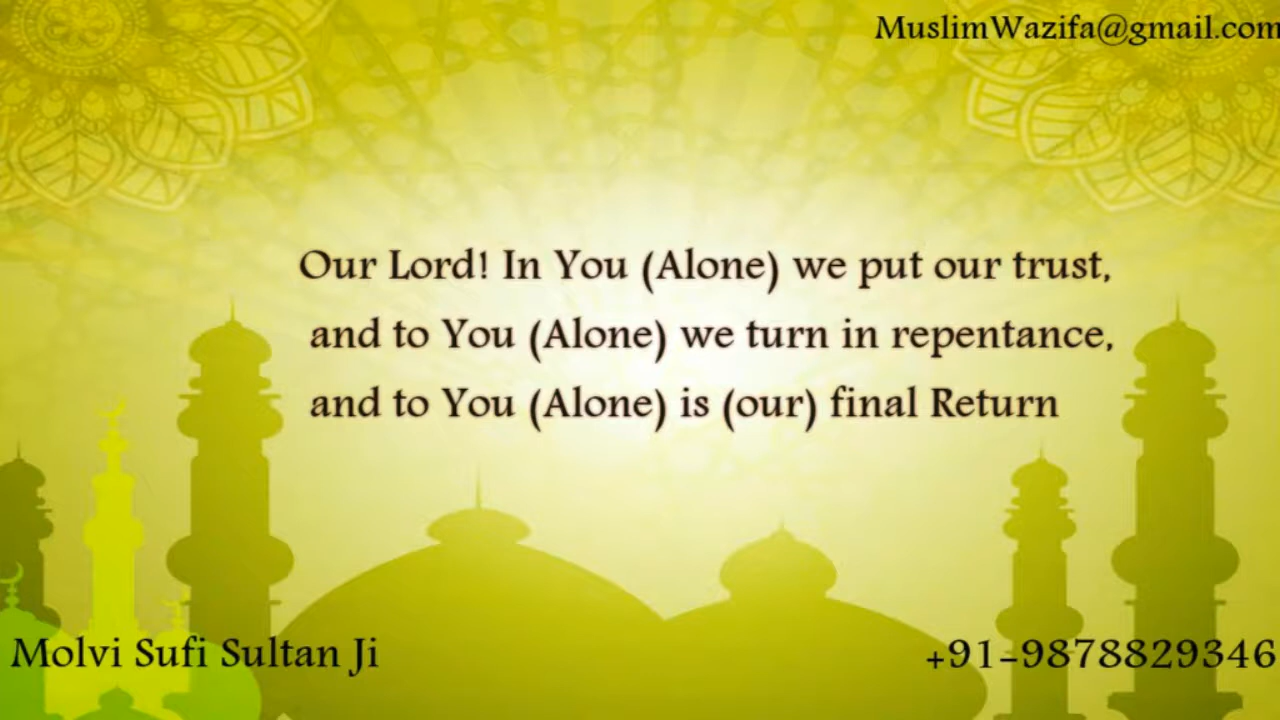 MuslimWazifa@gmail.com
Our Lord! In You (Alone) we put our trust,
and to You (Alone) we turn in repentance,
and to You (Alone) is (our) final Return
Molvi Sufi Sultan Ji
+91-9878829346